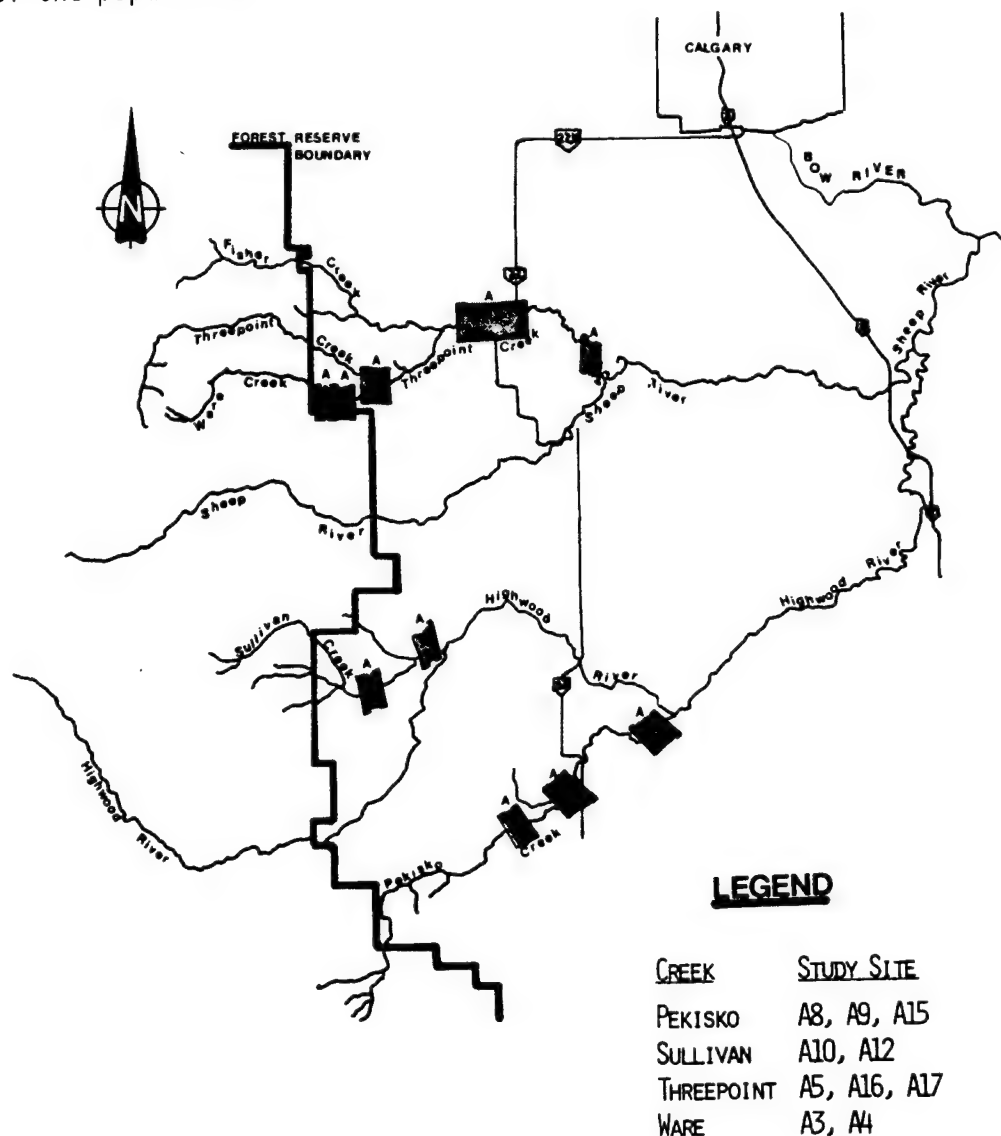 CALGARY
FOREST RESERVE
BOUNDARY
BOW RIVER
N
Fisher Creek
A
Threepoint Creek
A
A
Threepoint Creek
Sheep River
Ware Creek
A A
Sheep River
Sheep River
Highwood River
Highwood River
Sullivan Creek
A
A
A
A
A
Highwood River
Pekisko Creek
LEGEND
CREEK STUDY SITE
PEKISKO A8, A9, A15
SULLIVAN A10, A12
THREEPOINT A5, A16, A17
WARE A3, A4